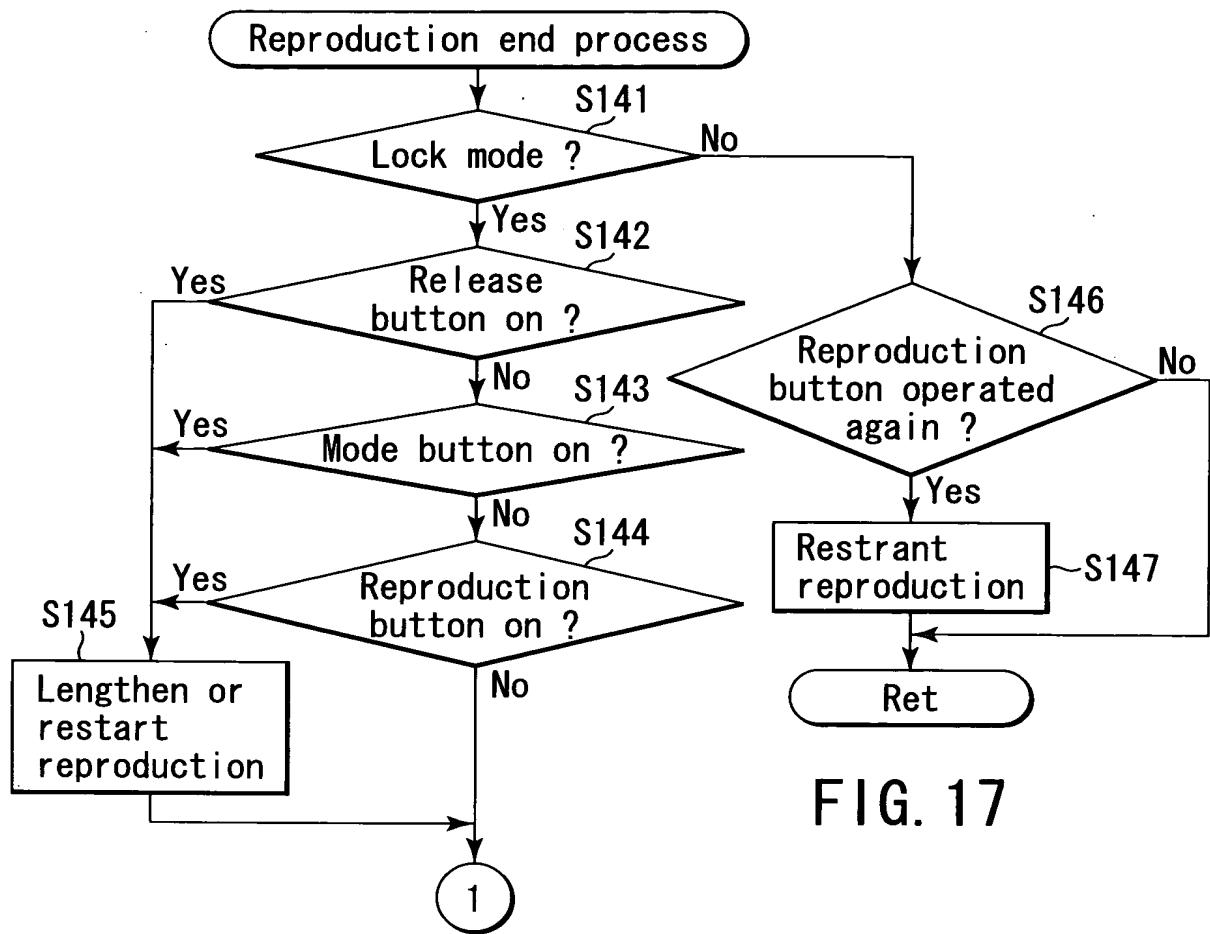 Reproduction end process
S141
Lock mode ?
No
Yes
S142
Release
button on ?
Yes
No
S143
Mode button on ?
Yes
No
S144
Reproduction
button on ?
Yes
No
S145
Lengthen or
restart
reproduction
1
S146
Reproduction
button operated
again ?
No
Yes
Restrant
reproduction
S147
Ret
FIG. 17